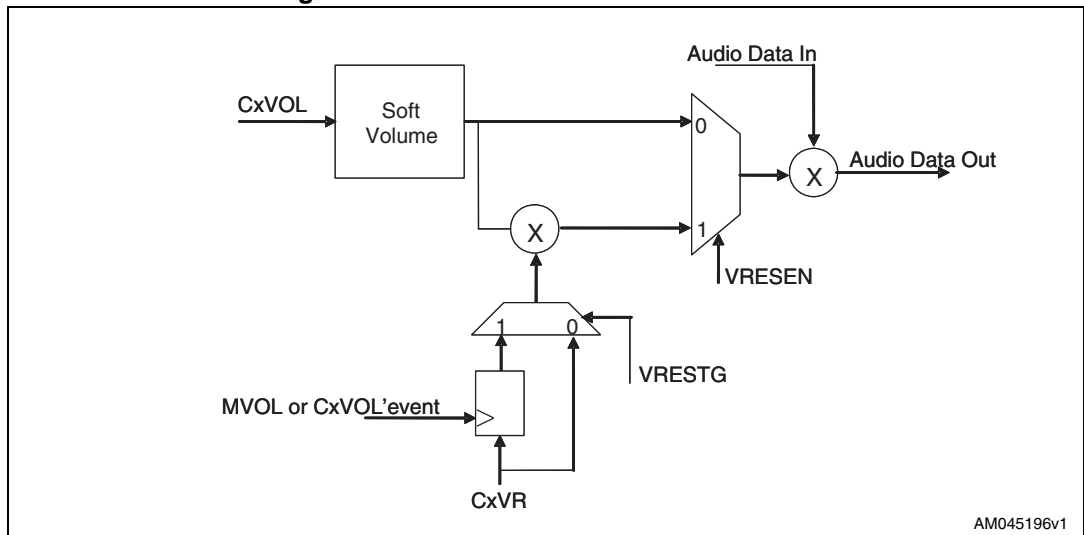 Audio Data In
CxVOL
Soft
Volume
0
Audio Data Out
X
X
1
VRESEN
1
0
VRESTG
MVOL or CxVOL'event
CxVR
AM045196v1